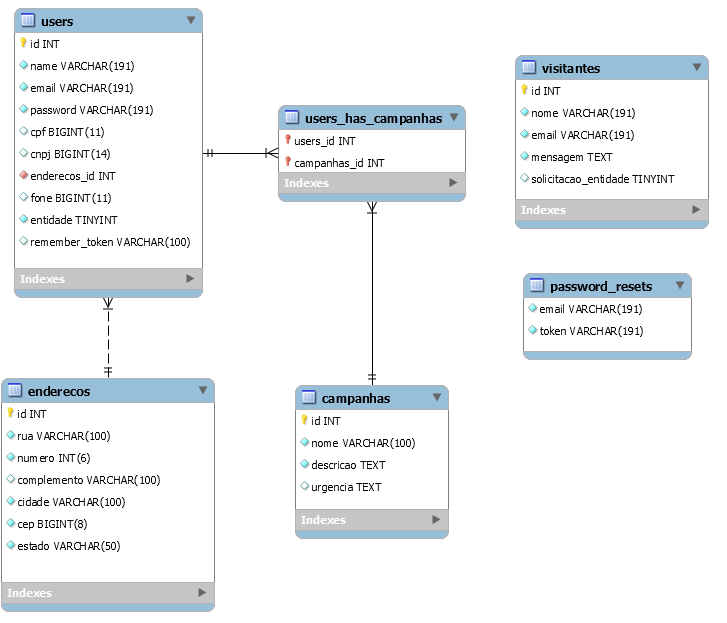 users
id INT
name VARCHAR(191)
email VARCHAR(191)
password VARCHAR(191)
cpf BIGINT(11)
cnpj BIGINT(14)
enderecos_id INT
fone BIGINT(11)
entidade TINYINT
remember_token VARCHAR(100)
Indexes
users_has_campanhas
users_id INT
campanhas_id INT
Indexes
visitantes
id INT
nome VARCHAR(191)
email VARCHAR(191)
mensagem TEXT
solicitacao_entidade TINYINT
Indexes
password_resets
email VARCHAR(191)
token VARCHAR(191)
enderecos
id INT
rua VARCHAR(100)
numero INT(6)
complemento VARCHAR(100)
cidade VARCHAR(100)
cep BIGINT(8)
estado VARCHAR(50)
Indexes
campanhas
id INT
nome VARCHAR(100)
descricao TEXT
urgencia TEXT
Indexes